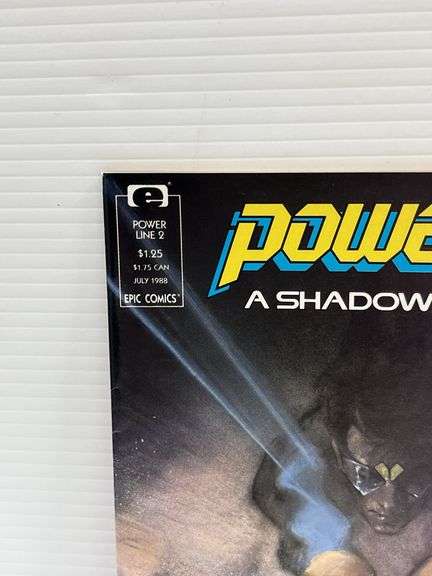 e
POWER
LINE 2
$1.25
$1.75 CAN
JULY 1988
EPIC COMICS
POWE
A SHADOW